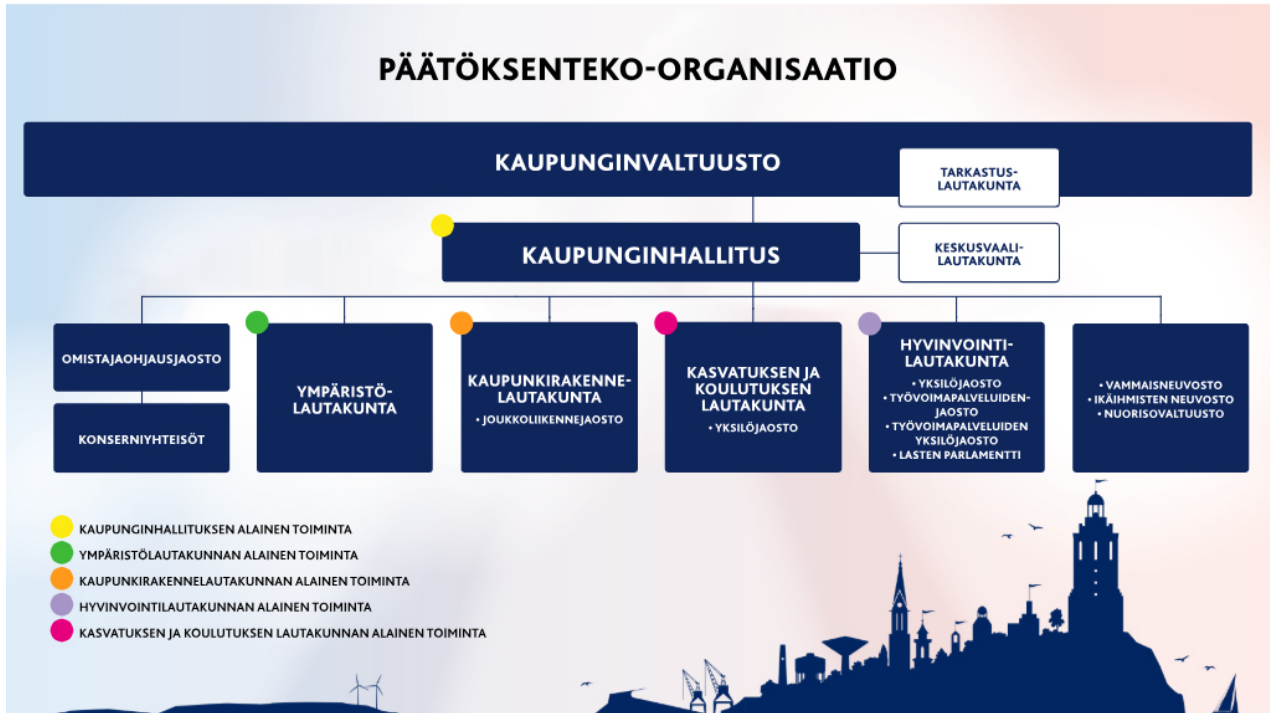 PÄÄTÖKSENTEKO-ORGANISAATIO
KAUPUNGINVALTUUSTO
TARKASTUS-
LAUTAKUNTA
KAUPUNGINHALLITUS
KESKUSVAALI-
LAUTAKUNTA
OMISTAJAOHJAUSJAOSTO
KONSERNIYHTEISÖT
YMPÄRISTÖ-
LAUTAKUNTA
KAUPUNKIRAKENNE-
LAUTAKUNTA
• JOUKKOLIIKENNEJAOSTO
KASVATUKSEN JA
KOULUTUKSEN
LAUTAKUNTA
• YKSILÖJAOSTO
HYVINVOINTI-
LAUTAKUNTA
• YKSILÖJAOSTO
• TYÖVOIMAPALVELUIDEN-
JAOSTO
• TYÖVOIMAPALVELUIDEN
YKSILÖJAOSTO
• LASTEN PARLAMENTTI
• VAMMAISNEUVOSTO
• IKÄIHMISTEN NEUVOSTO
• NUORISOVALTUUSTO
KAUPUNGINHALLITUKSEN ALAINEN TOIMINTA
YMPÄRISTÖLAUTAKUNNAN ALAINEN TOIMINTA
KAUPUNKIRAKENNELAUTAKUNNAN ALAINEN TOIMINTA
HYVINVOINTILAUTAKUNNAN ALAINEN TOIMINTA
KASVATUKSEN JA KOULUTUKSEN LAUTAKUNNAN ALAINEN TOIMINTA